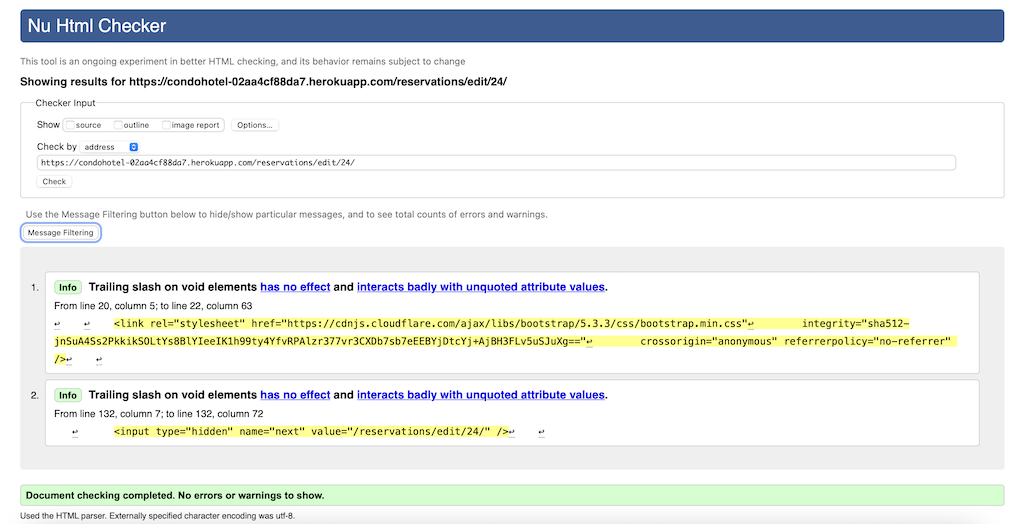 Nu Html Checker
This tool is an ongoing experiment in better HTML checking, and its behavior remains subject to change
Showing results for https://condohotel-02aa4cf88da7.herokuapp.com/reservations/edit/24/
Checker Input
Show source outline image report Options...
Check by address
https://condohotel-02aa4cf88da7.herokuapp.com/reservations/edit/24/
Check
Use the Message Filtering button below to hide/show particular messages, and to see total counts of errors and warnings.
Message Filtering
1. Info Trailing slash on void elements has no effect and interacts badly with unquoted attribute values.
From line 20, column 5; to line 22, column 63
↩ ↩ <link rel="stylesheet" href="https://cdnjs.cloudflare.com/ajax/libs/bootstrap/5.3.3/css/bootstrap.min.css"↩ integrity="sha512-
jnSuA4Ss2PkkikSOLtYs8BlYIeeIK1h99ty4YfvRPAlzr377vr3CXDb7sb7eEEBYjDtcYj+AjBH3FLv5uSJuXg=="↩ crossorigin="anonymous" referrerpolicy="no-referrer"
/>↩ ↩
2. Info Trailing slash on void elements has no effect and interacts badly with unquoted attribute values.
From line 132, column 7; to line 132, column 72
↩ <input type="hidden" name="next" value="/reservations/edit/24/" />↩ ↩
Document checking completed. No errors or warnings to show.
Used the HTML parser. Externally specified character encoding was utf-8.